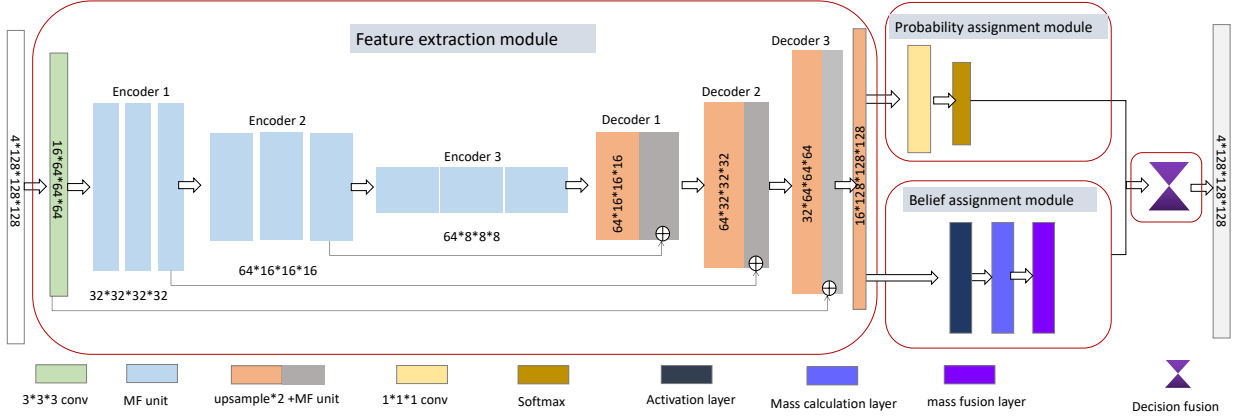 Feature extraction module
Probability assignment module
Belief assignment module
Encoder 1
Encoder 2
Encoder 3
Decoder 1
Decoder 2
Decoder 3
4*128*128*128
16*64*64*64
32*32*32*32
64*16*16*16
64*8*8*8
64*16*16*16
64*32*32*32
32*64*64*64
16*128*128*128
4*128*128*128
3*3*3 conv
MF unit
upsample*2 +MF unit
1*1*1 conv
Softmax
Activation layer
Mass calculation layer
mass fusion layer
Decision fusion